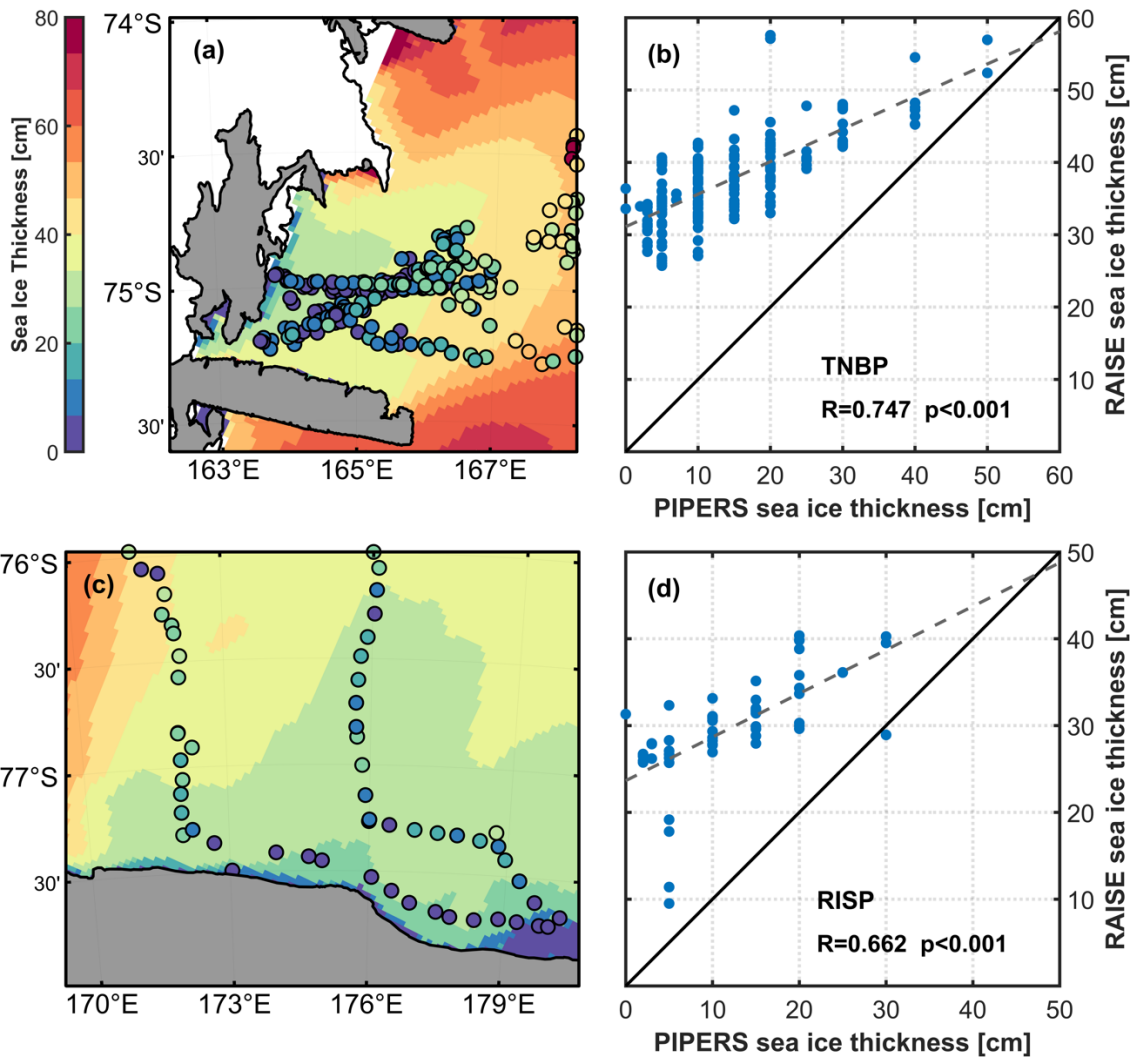 Sea Ice Thickness [cm]
80
60
40
20
0
(a)
74°S
30'
75°S
30'
163°E
165°E
167°E
(b)
60
50
40
30
20
10
RAISE sea ice thickness [cm]
TNBP
R=0.747 p<0.001
0
10
20
30
40
50
60
PIPERS sea ice thickness [cm]
(c)
76°S
30'
77°S
30'
170°E
173°E
176°E
179°E
(d)
50
40
30
20
10
RAISE sea ice thickness [cm]
RISP
R=0.662 p<0.001
0
10
20
30
40
50
PIPERS sea ice thickness [cm]